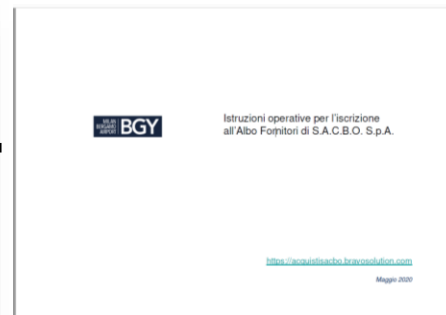 MILAN
BERGAMO
AIRPORT
BGY
Istruzioni operative per l'iscrizione
all'Albo Fornitori di S.A.C.B.O. S.p.A.
https://acquistisacbo.bravosolution.com
Maggio 2020